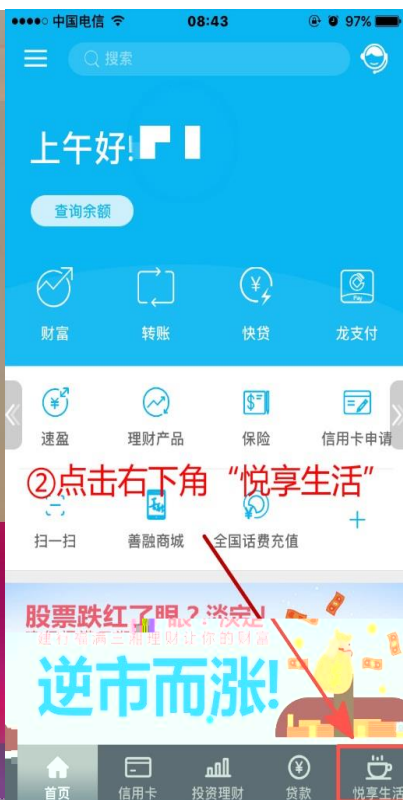 中国电信 08:43 97%
搜索
上午好!
查询余额
财富 转账 快贷 龙支付
速盈 理财产品 保险 信用卡申请
②点击右下角“悦享生活”
扫一扫 善融商城 全国话费充值
股票跌红了眼?淡定!
逆市而涨!
首页 信用卡 投资理财 贷款 悦享生活